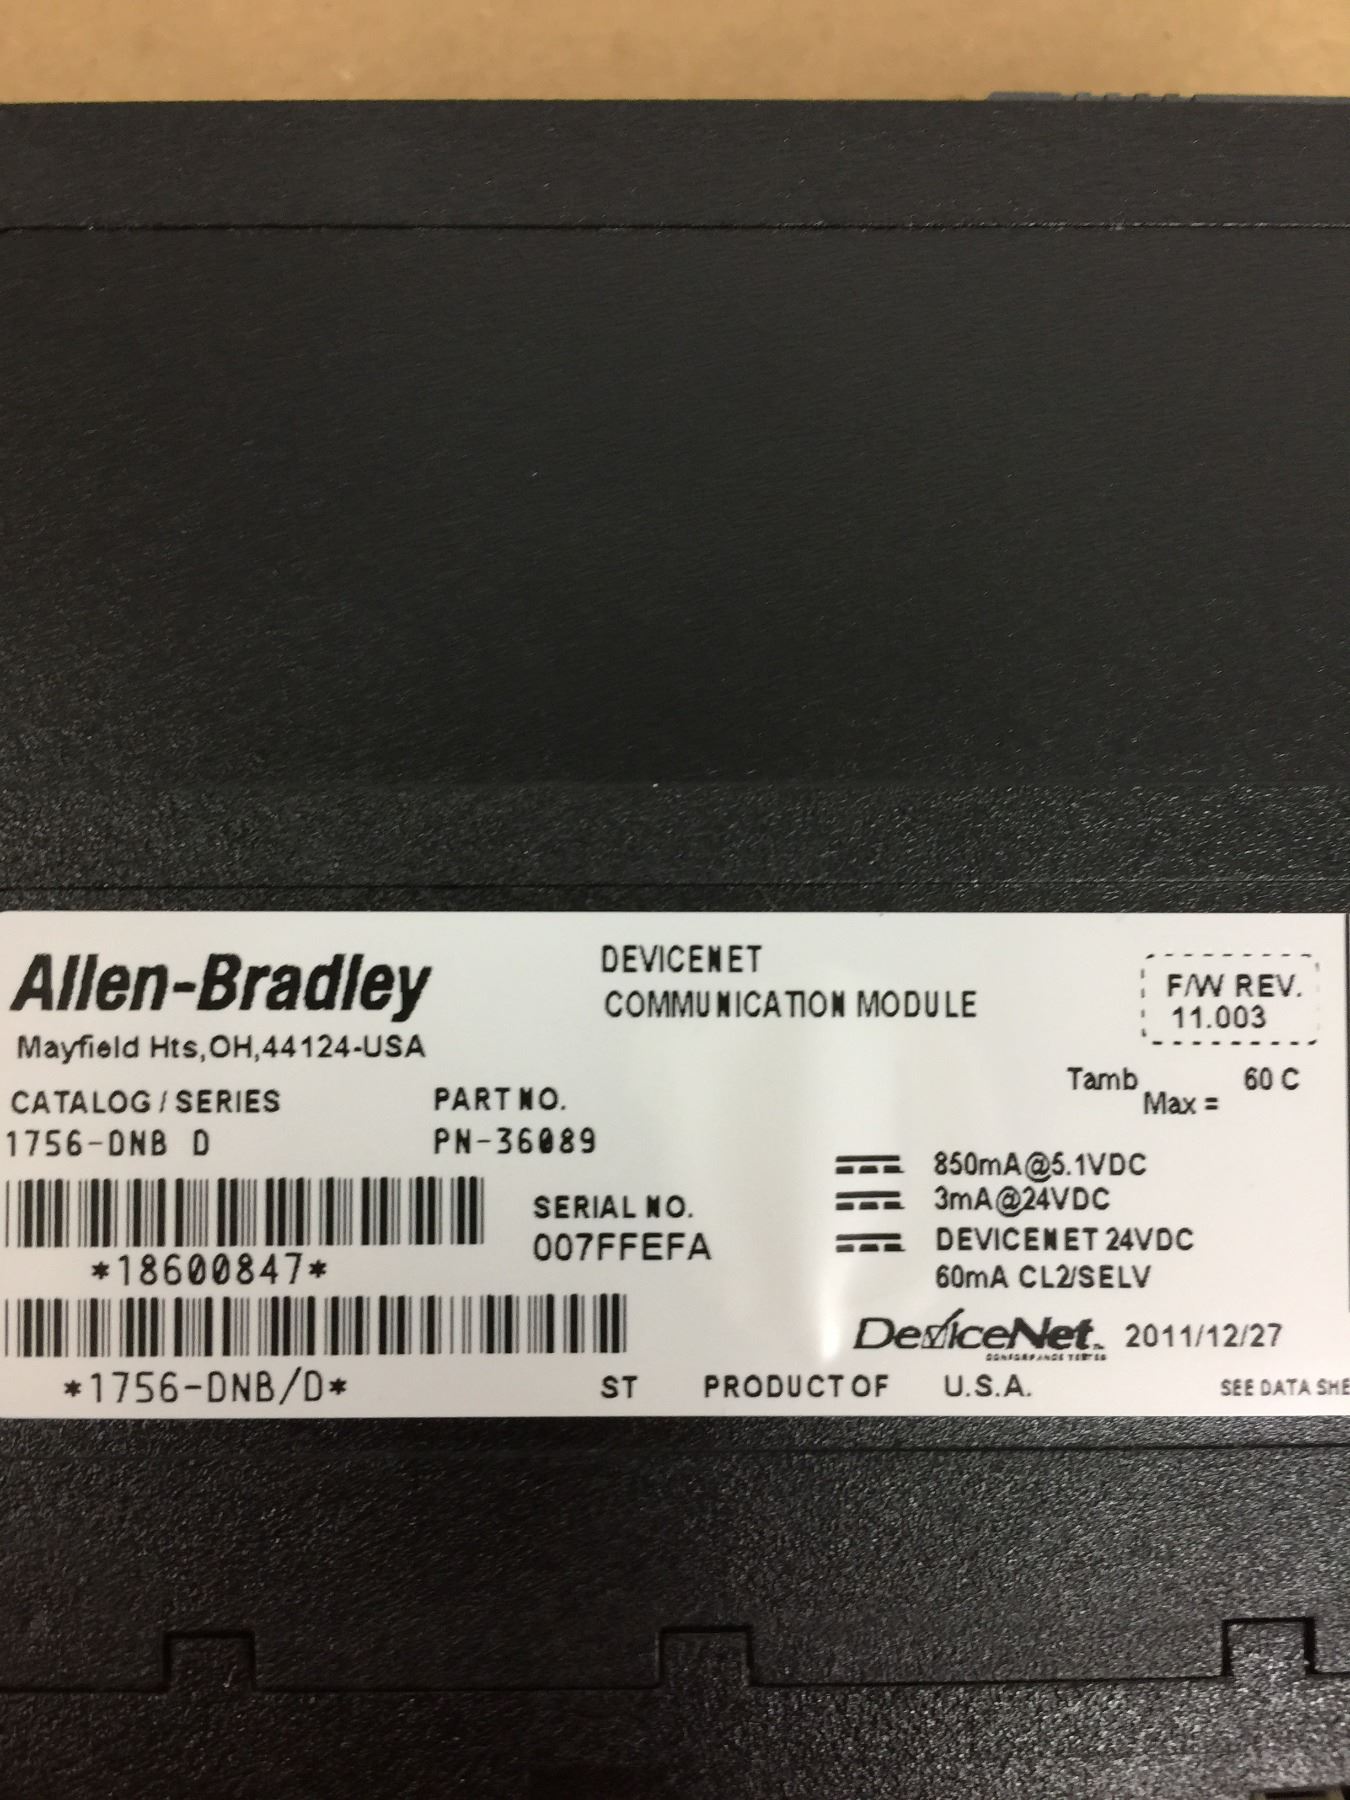 Allen-Bradley
Mayfield Hts,OH,44124-USA
DEVICENET
COMMUNICATION MODULE
F/W REV.
11.003
Tamb Max = 60 C
CATALOG / SERIES
1756-DNB D
PART NO.
PN-36089
SERIAL NO.
007FFEFA
850mA@5.1VDC
3mA@24VDC
DEVICENET 24VDC
60mA CL2/SELV
*18600847*
DeviceNet 2011/12/27
CONFORMANCE TESTED
*1756-DNB/D*
ST PRODUCT OF U.S.A.
SEE DATA SHE